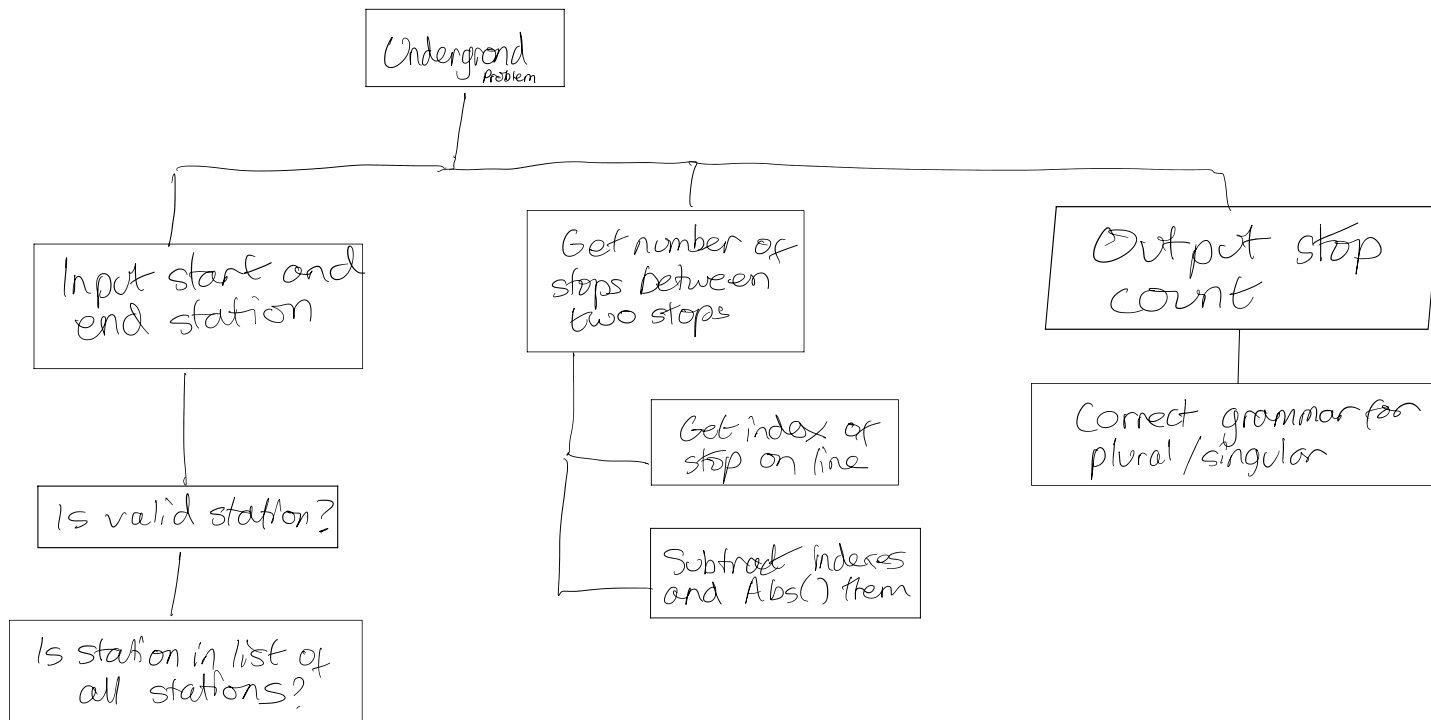 Undergrond
Problem
Input start and
end station
Get number of
stops between
two stops
Output stop
count
Get index of
stop on line
Correct grammar for
plural/singular
Is valid station?
Subtract indexes
and Abs() them
Is station in list of
all stations?